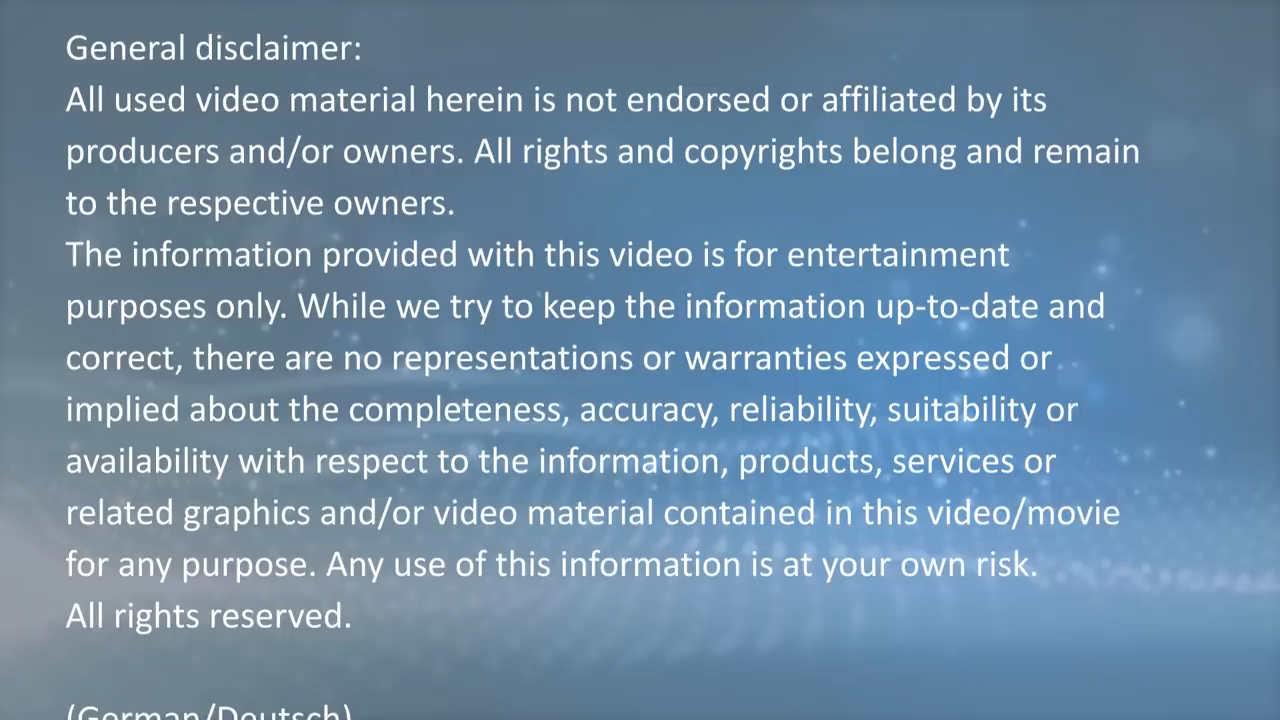 General disclaimer:
All used video material herein is not endorsed or affiliated by its
producers and/or owners. All rights and copyrights belong and remain
to the respective owners.
The information provided with this video is for entertainment
purposes only. While we try to keep the information up-to-date and
correct, there are no representations or warranties expressed or
implied about the completeness, accuracy, reliability, suitability or
availability with respect to the information, products, services or
related graphics and/or video material contained in this video/movie
for any purpose. Any use of this information is at your own risk.
All rights reserved.
(German/Deutsch)